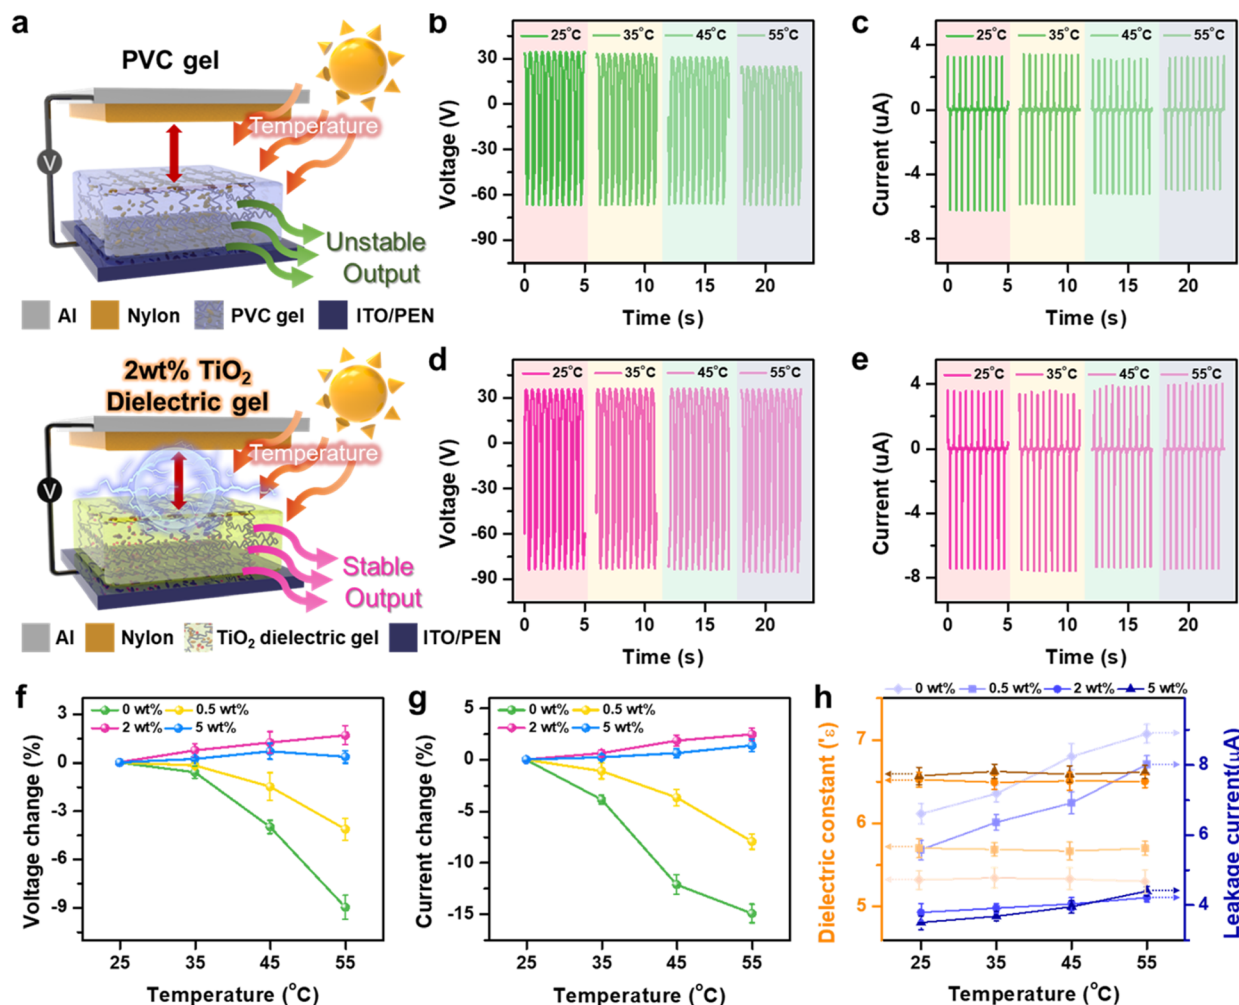 a
PVC gel
Temperature
V
Unstable
Output
Al
Nylon
PVC gel
ITO/PEN
2wt% TiO₂
Dielectric gel
Temperature
V
Stable
Output
Al
Nylon
TiO₂ dielectric gel
ITO/PEN
b
25°C
35°C
45°C
55°C
30
0
-30
-60
-90
Voltage (V)
0
5
10
15
20
Time (s)
c
25°C
35°C
45°C
55°C
4
0
-4
-8
Current (uA)
0
5
10
15
20
Time (s)
d
25°C
35°C
45°C
55°C
30
0
-30
-60
-90
Voltage (V)
0
5
10
15
20
Time (s)
e
25°C
35°C
45°C
55°C
4
0
-4
-8
Current (uA)
0
5
10
15
20
Time (s)
f
0 wt%
0.5 wt%
2 wt%
5 wt%
3
0
-3
-6
-9
Voltage change (%)
25
35
45
55
Temperature (°C)
g
0 wt%
0.5 wt%
2 wt%
5 wt%
5
0
-5
-10
-15
Current change (%)
25
35
45
55
Temperature (°C)
h
0 wt%
0.5 wt%
2 wt%
5 wt%
7
6
5
Dielectric constant ('ε)
8
6
4
Leakage current(μA)
25
35
45
55
Temperature (°C)